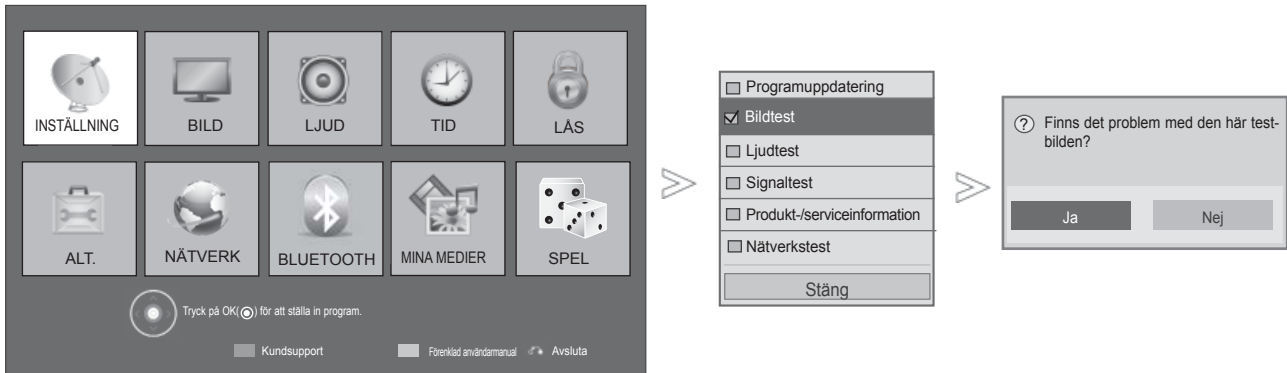 INSTÄLLNING
BILD
LJUD
TID
LÅS
ALT.
NÄTVERK
BLUETOOTH
MINA MEDIER
SPEL
Tryck på OK( ) för att ställa in program.
Kundsupport
Förenklad användarmanual
Avsluta
Programuppdatering
Bildtest
Ljudtest
Signaltest
Produkt-/serviceinformation
Nätverkstest
Stäng
? Finns det problem med den här test-
bilden?
Ja
Nej